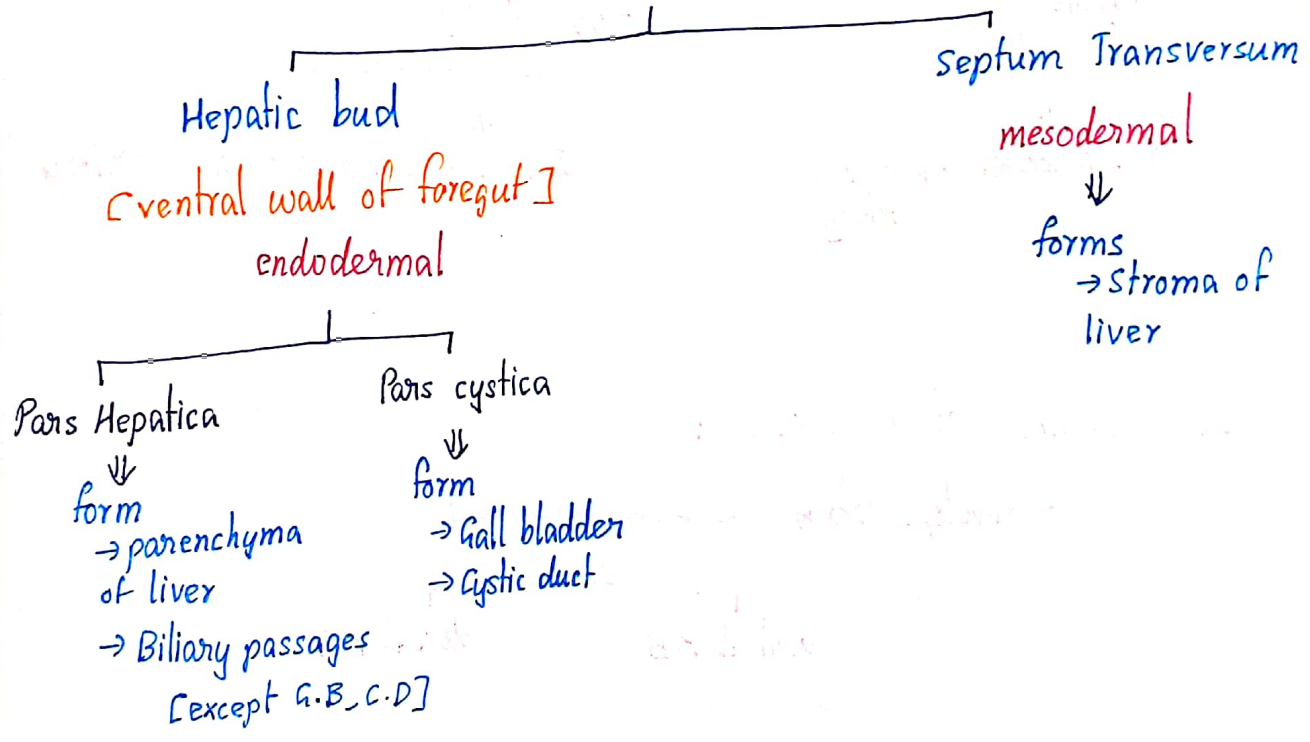 Hepatic bud
[ventral wall of foregut]
endodermal
Pars Hepatica
⇓
form
→ parenchyma
of liver
→ Biliary passages
[except G.B, C.D]
Pars cystica
⇓
form
→ Gall bladder
→ Cystic duct
Septum Transversum
mesodermal
⇓
forms
→ Stroma of
liver